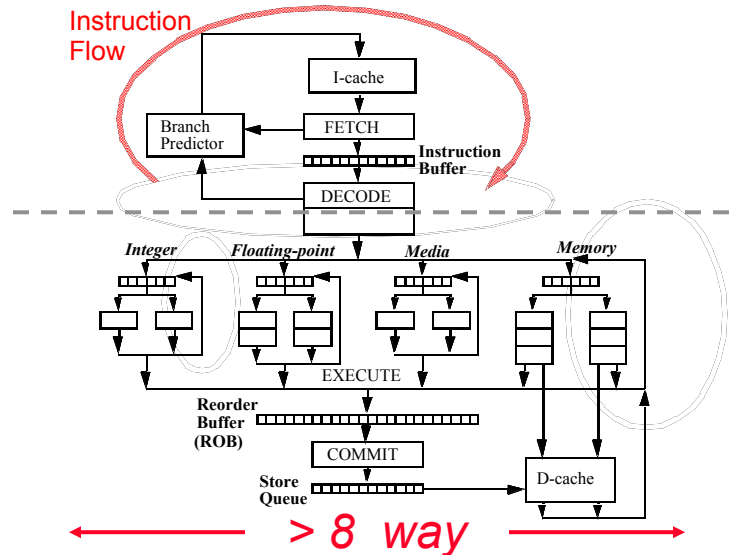 Instruction
Flow
I-cache
Branch
Predictor
FETCH
Instruction
Buffer
DECODE
Integer
Floating-point
Media
Memory
EXECUTE
Reorder
Buffer
(ROB)
COMMIT
Store
Queue
D-cache
> 8 way